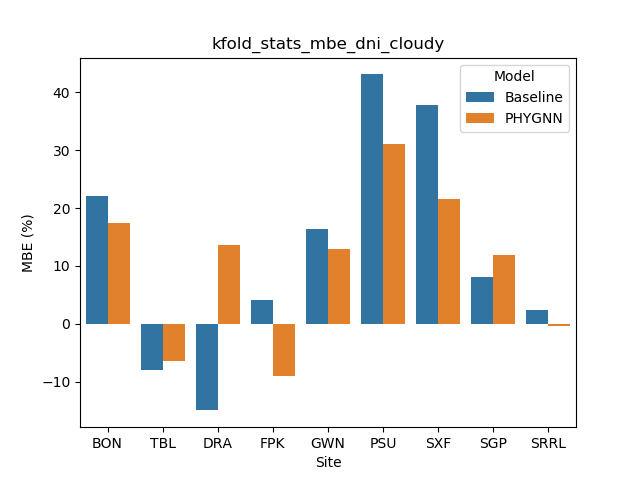 kfold_stats_mbe_dni_cloudy
Model
Baseline
PHYGNN
MBE (%)
40
30
20
10
0
−10
BON TBL DRA FPK GWN PSU SXF SGP SRRL
Site